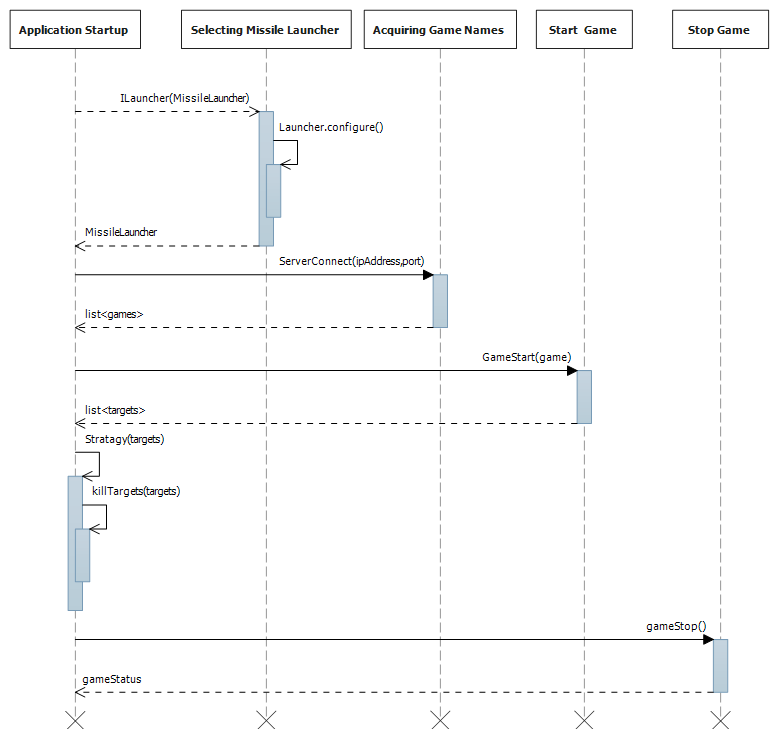 Application Startup
Selecting Missile Launcher
Acquiring Game Names
Start Game
Stop Game
ILauncher(MissileLauncher)
Launcher.configure()
MissileLauncher
ServerConnect(ipAddress,port)
list<games>
GameStart(game)
list<targets>
Stratagy(targets)
killTargets(targets)
gameStop()
gameStatus